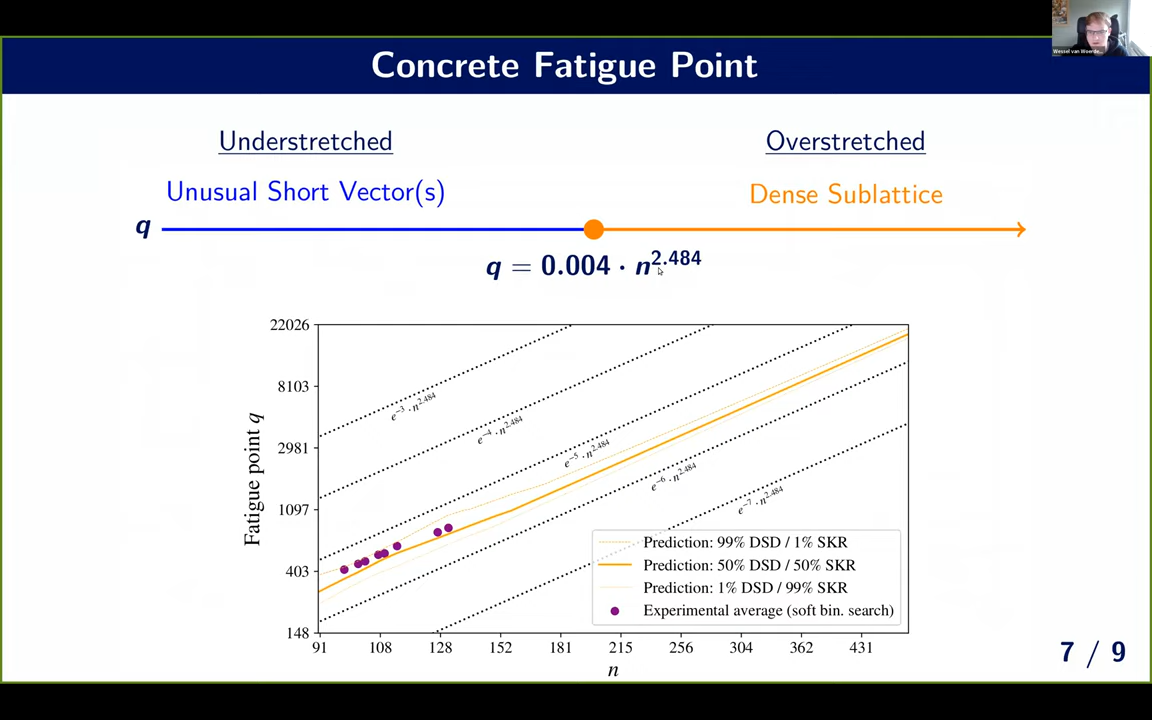 Wessel van Woerde...
Concrete Fatigue Point
Understretched
Overstretched
Unusual Short Vector(s)
Dense Sublattice
q
q = 0.004 · n^2.484
22026
8103
2981
1097
403
148
Fatigue point q
e^-3 · n^2.484
e^-4 · n^2.484
e^-5 · n^2.484
e^-6 · n^2.484
e^-7 · n^2.484
Prediction: 99% DSD / 1% SKR
Prediction: 50% DSD / 50% SKR
Prediction: 1% DSD / 99% SKR
Experimental average (soft bin. search)
91 108 128 152 181 215 256 304 362 431
n
7 / 9